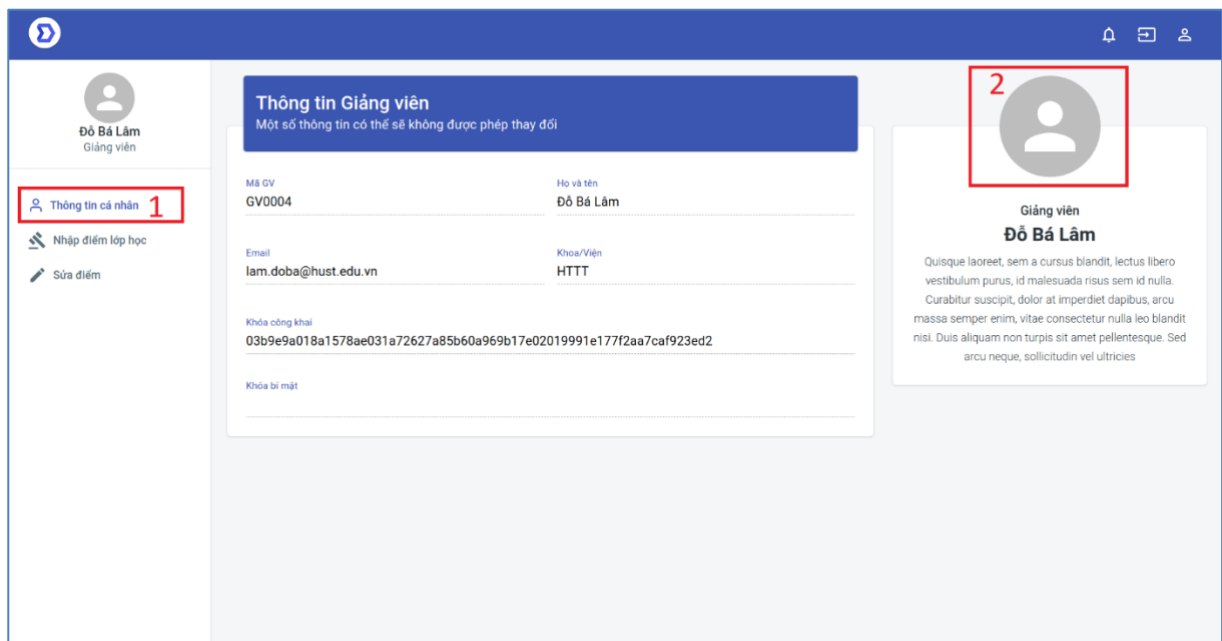 Đỗ Bá Lâm
Giảng viên
Thông tin cá nhân 1
Nhập điểm lớp học
Sửa điểm
Thông tin Giảng viên
Một số thông tin có thể sẽ không được phép thay đổi
Mã GV
GV0004
Họ và tên
Đỗ Bá Lâm
Email
lam.doba@hust.edu.vn
Khoa/Viện
HTTT
Khóa công khai
03b9e9a018a1578ae031a72627a85b60a969b17e02019991e177f2aa7caf923ed2
Khóa bí mật
2
Giảng viên
Đỗ Bá Lâm
Quisque laoreet, sem a cursus blandit, lectus libero
vestibulum purus, id malesuada risus sem id nulla.
Curabitur suscipit, dolor at imperdiet dapibus, arcu
massa semper enim, vitae consectetur nulla leo blandit
nisi. Duis aliquam non turpis sit amet pellentesque. Sed
arcu neque, sollicitudin vel ultricies